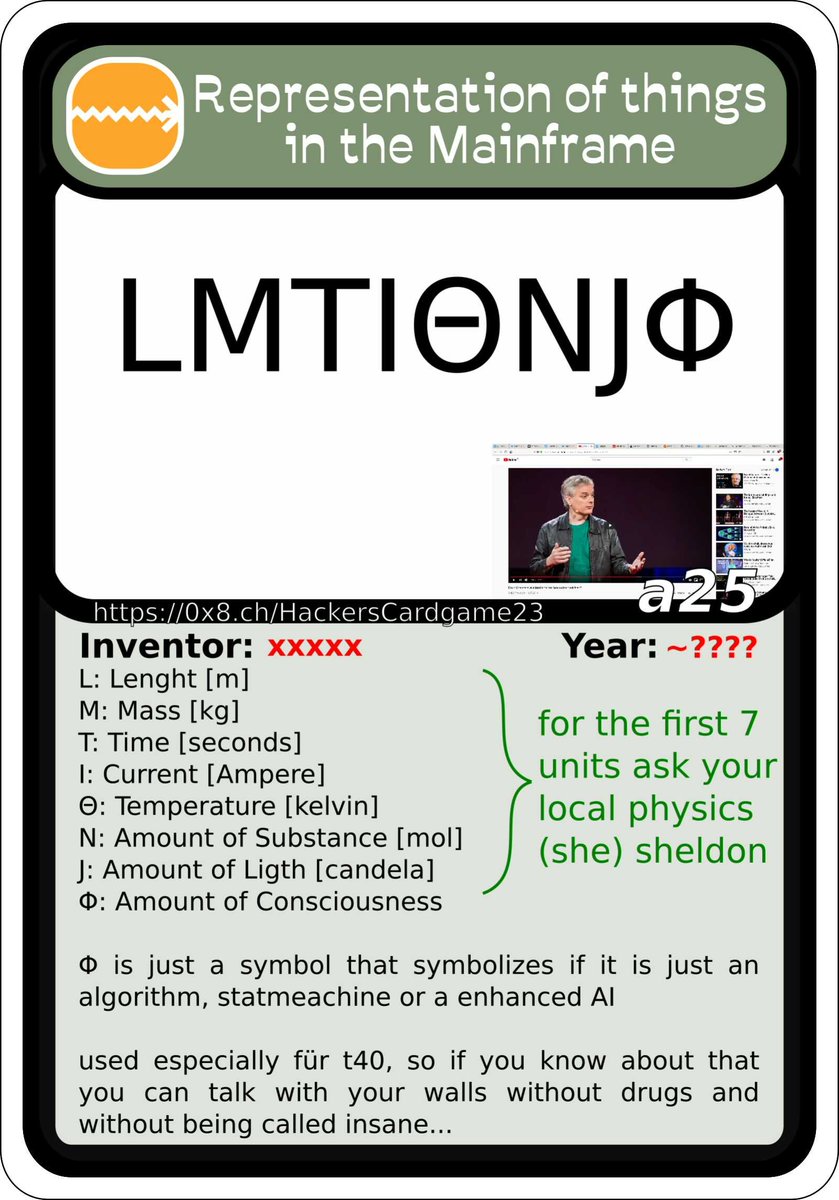 Representation of things
in the Mainframe
LMTIΘNJΦ
a25
https://0x8.ch/HackersCardgame23
Inventor: xxxxx Year: ~????
L: Lenght [m]
M: Mass [kg]
T: Time [seconds]
I: Current [Ampere]
Θ: Temperature [kelvin]
N: Amount of Substance [mol]
J: Amount of Ligth [candela]
Φ: Amount of Consciousness
for the first 7
units ask your
local physics
(she) sheldon
Φ is just a symbol that symbolizes if it is just an
algorithm, statmeachine or a enhanced AI
used especially für t40, so if you know about that
you can talk with your walls without drugs and
without being called insane...